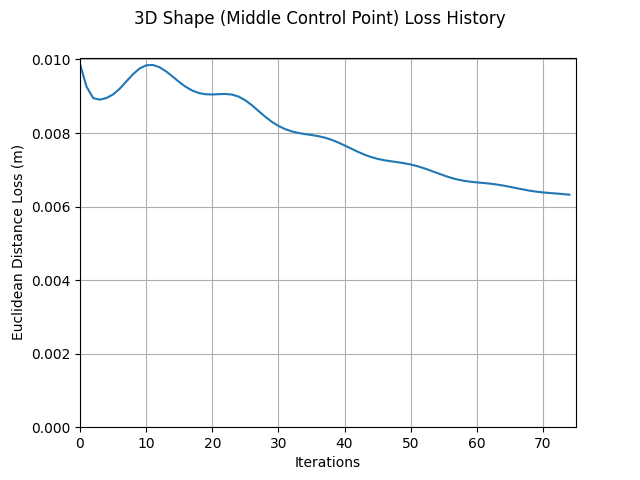 3D Shape (Middle Control Point) Loss History
Euclidean Distance Loss (m)
0.010
0.008
0.006
0.004
0.002
0.000
0 10 20 30 40 50 60 70
Iterations